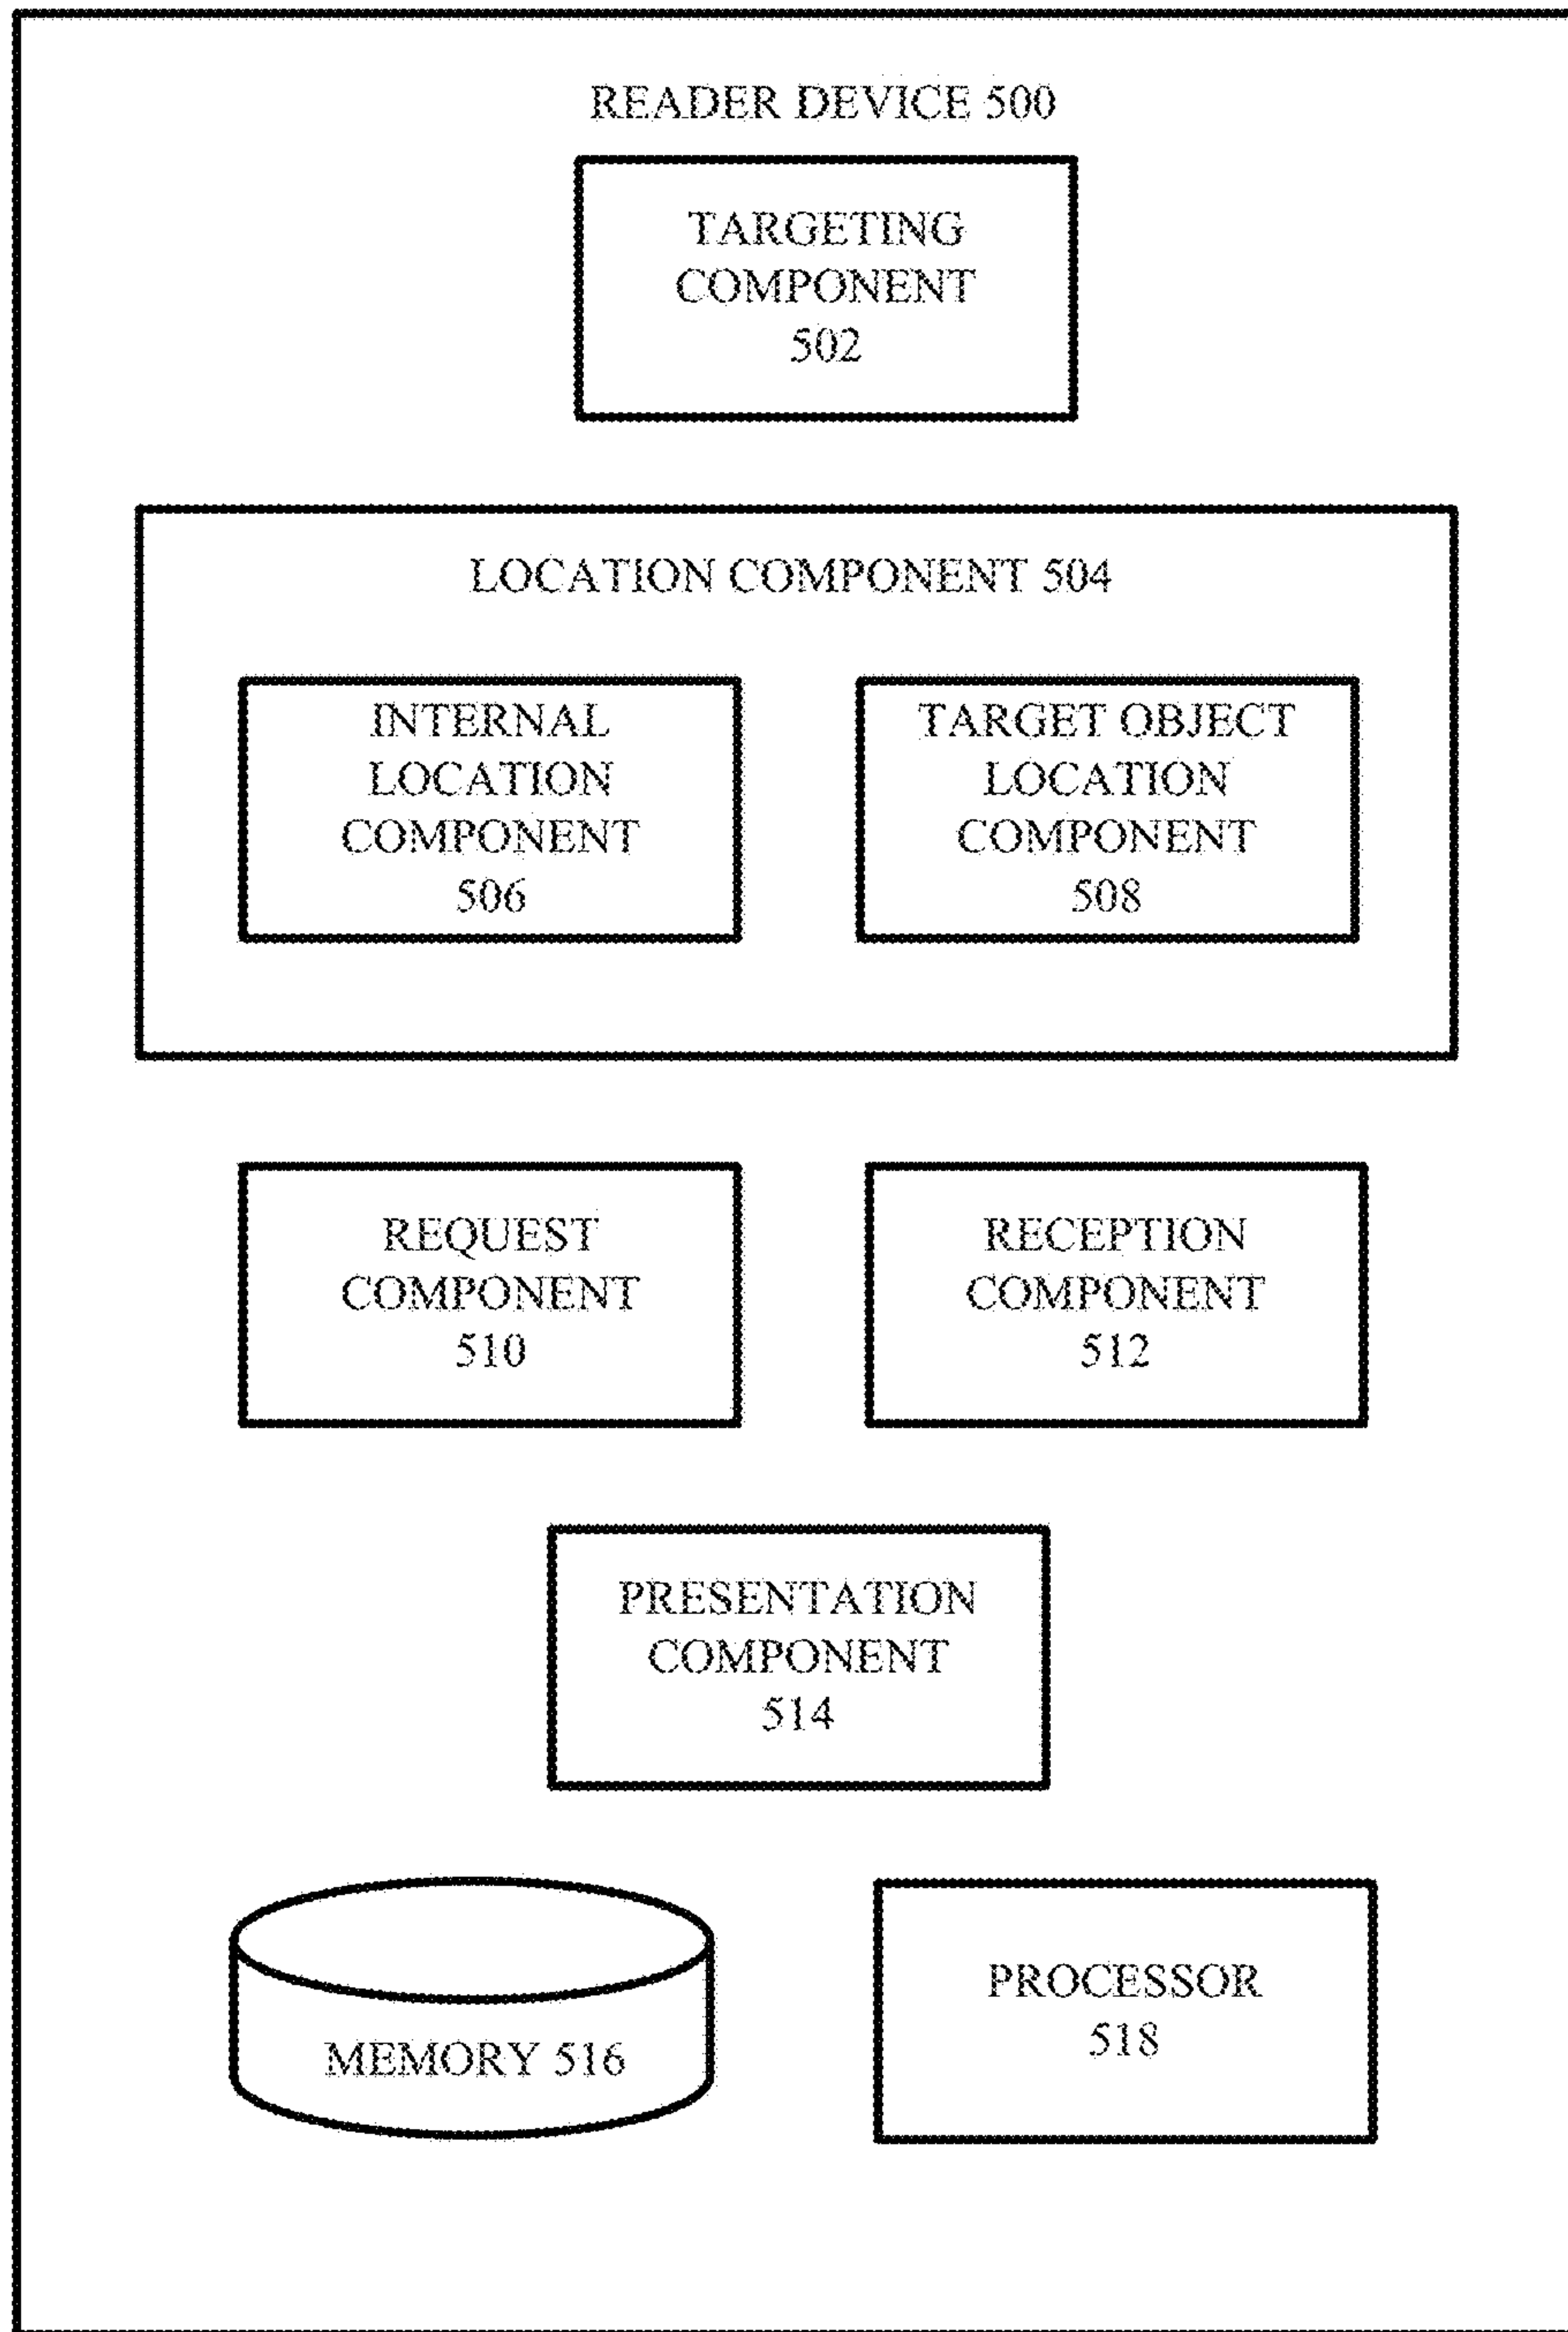 READER DEVICE 500
TARGETING
COMPONENT
502
LOCATION COMPONENT 504
INTERNAL
LOCATION
COMPONENT
506
TARGET OBJECT
LOCATION
COMPONENT
508
REQUEST
COMPONENT
510
RECEPTION
COMPONENT
512
PRESENTATION
COMPONENT
514
MEMORY 516
PROCESSOR
518